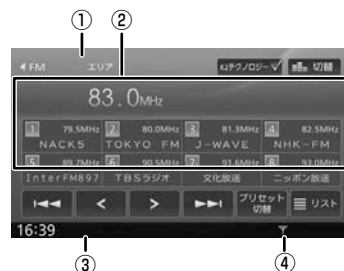 ① ②
◀ FM エリア K2テクノロジー ✓ 切替
83.0MHz
1 79.5MHz 2 80.0MHz 3 81.3MHz 4 82.5MHz
NACK5 TOKYO FM J-WAVE NHK-FM
5 89.7MHz 6 90.5MHz 7 91.6MHz 8 93.0MHz
InterFM897 TBSラジオ 文化放送 ニッポン放送
プリセット
切替 リスト
16:39
③ ④